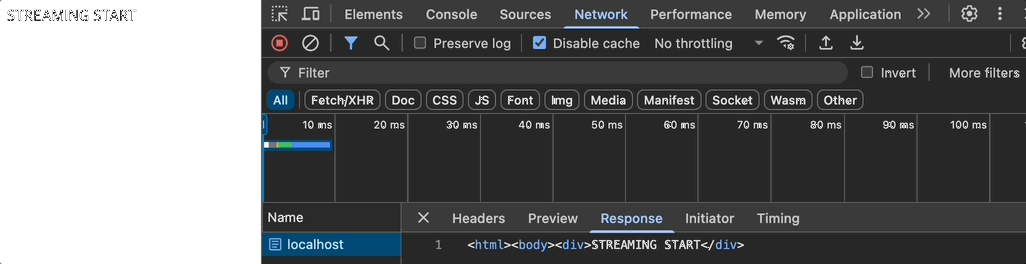 STREAMING START
Elements Console Sources Network Performance Memory Application
Preserve log Disable cache No throttling
Filter Invert More filters
All Fetch/XHR Doc CSS JS Font Img Media Manifest Socket Wasm Other
10 ms 20 ms 30 ms 40 ms 50 ms 60 ms 70 ms 80 ms 90 ms 100 ms
Name Headers Preview Response Initiator Timing
localhost 1 <html><body><div>STREAMING START</div>